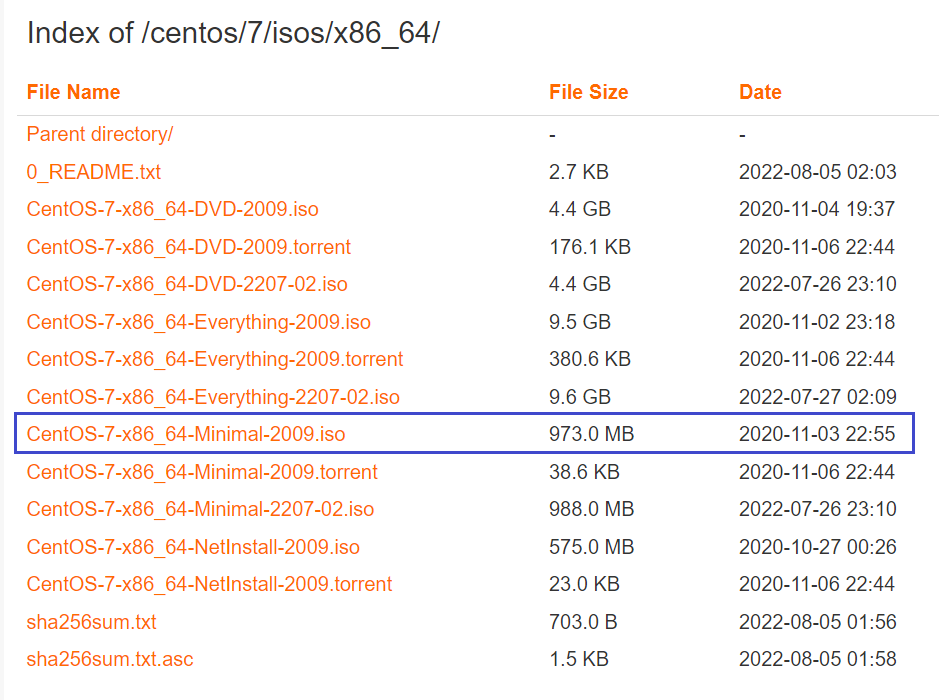 Index of /centos/7/isos/x86_64/
File Name File Size Date
Parent directory/ - -
0_README.txt 2.7 KB 2022-08-05 02:03
CentOS-7-x86_64-DVD-2009.iso 4.4 GB 2020-11-04 19:37
CentOS-7-x86_64-DVD-2009.torrent 176.1 KB 2020-11-06 22:44
CentOS-7-x86_64-DVD-2207-02.iso 4.4 GB 2022-07-26 23:10
CentOS-7-x86_64-Everything-2009.iso 9.5 GB 2020-11-02 23:18
CentOS-7-x86_64-Everything-2009.torrent 380.6 KB 2020-11-06 22:44
CentOS-7-x86_64-Everything-2207-02.iso 9.6 GB 2022-07-27 02:09
CentOS-7-x86_64-Minimal-2009.iso 973.0 MB 2020-11-03 22:55
CentOS-7-x86_64-Minimal-2009.torrent 38.6 KB 2020-11-06 22:44
CentOS-7-x86_64-Minimal-2207-02.iso 988.0 MB 2022-07-26 23:10
CentOS-7-x86_64-NetInstall-2009.iso 575.0 MB 2020-10-27 00:26
CentOS-7-x86_64-NetInstall-2009.torrent 23.0 KB 2020-11-06 22:44
sha256sum.txt 703.0 B 2022-08-05 01:56
sha256sum.txt.asc 1.5 KB 2022-08-05 01:58